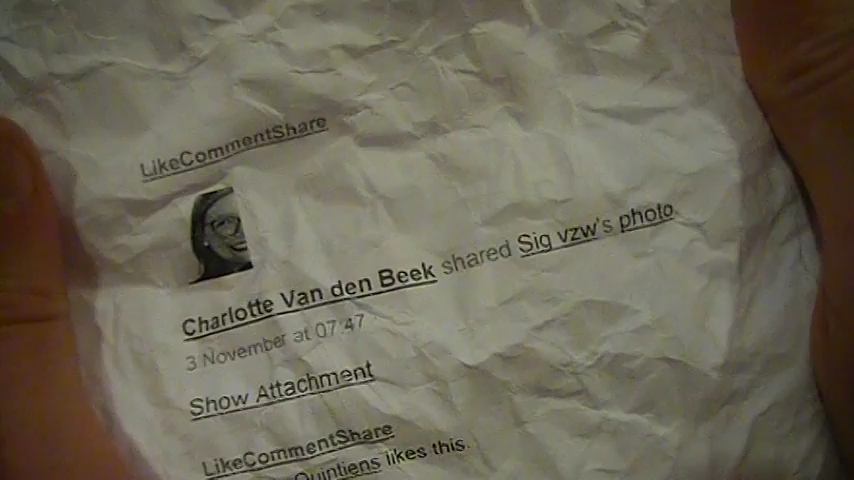 LikeCommentShare
Charlotte Van den Beek shared Sig vzw's photo.
3 November at 07:47
Show Attachment
LikeCommentShare
Quintiens likes this.